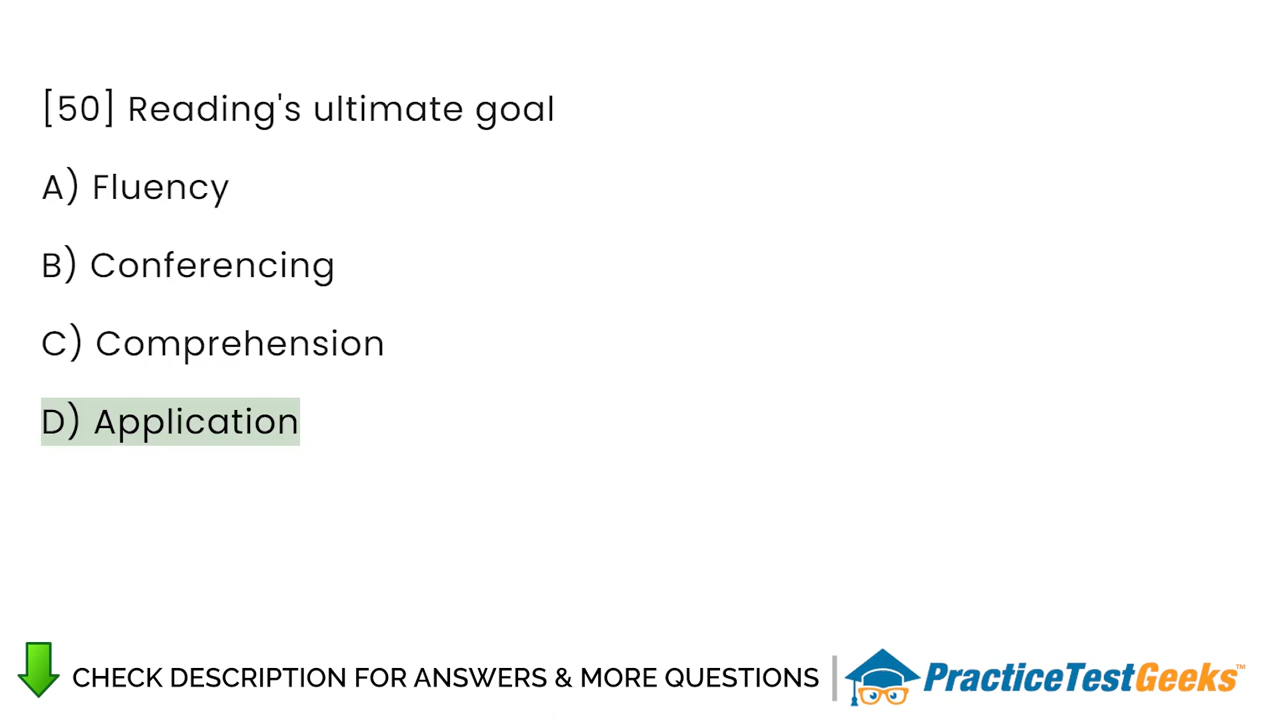 [50] Reading's ultimate goal
A) Fluency
B) Conferencing
C) Comprehension
D) Application
CHECK DESCRIPTION FOR ANSWERS & MORE QUESTIONS
PracticeTestGeeks™